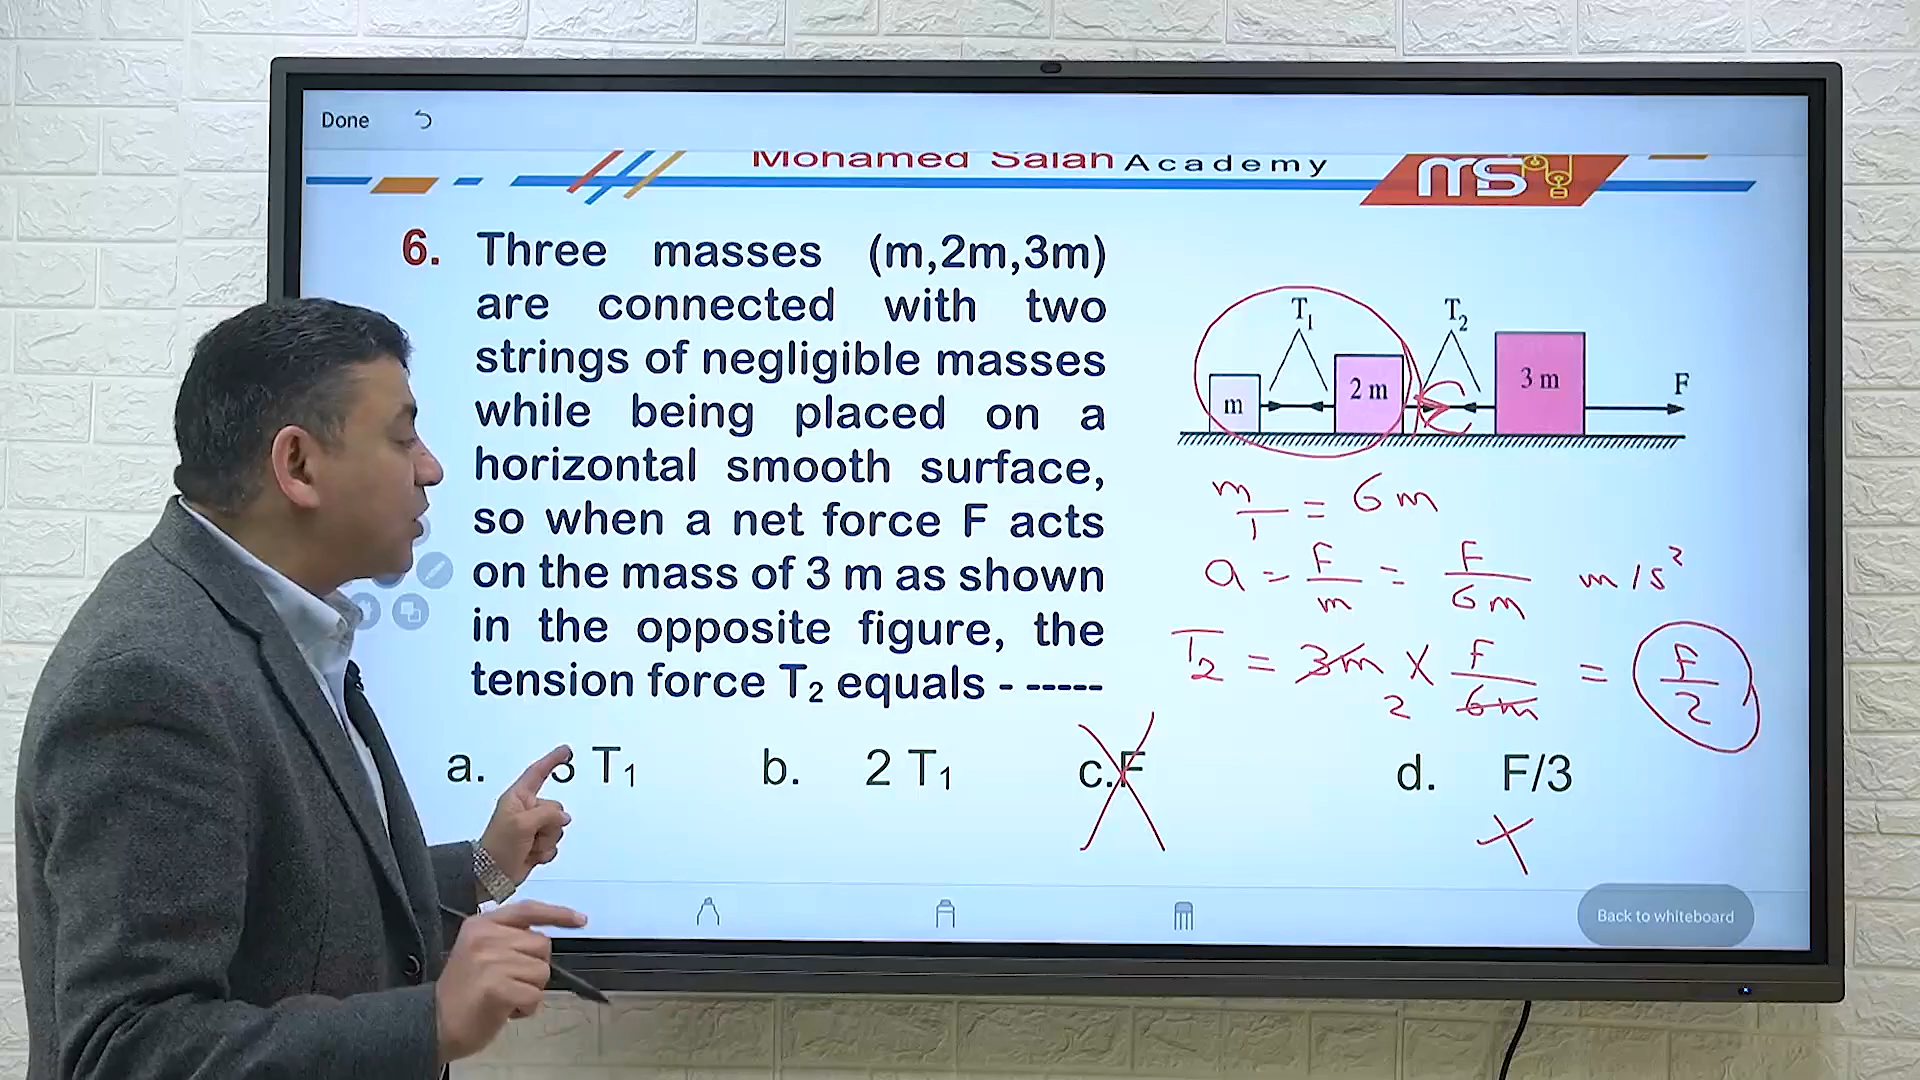 Done
Mohamed Salah Academy
MS
6. Three masses (m,2m,3m)
are connected with two
strings of negligible masses
while being placed on a
horizontal smooth surface,
so when a net force F acts
on the mass of 3 m as shown
in the opposite figure, the
tension force T₂ equals - -----
T₁ T₂
m 2 m 3 m F
m_T = 6m
a = F/m = F/6m m/s²
T₂ = 3m X F/6m = F/2
2
a. 3 T₁ b. 2 T₁ c.F d. F/3
Back to whiteboard